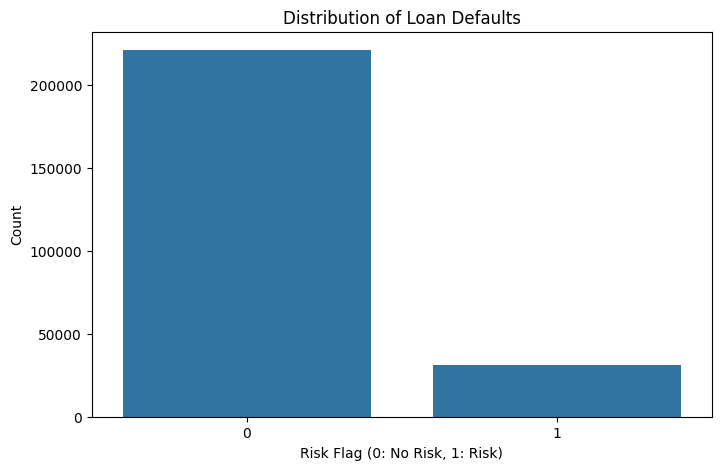 Distribution of Loan Defaults
Count
200000
150000
100000
50000
0
0 1
Risk Flag (0: No Risk, 1: Risk)